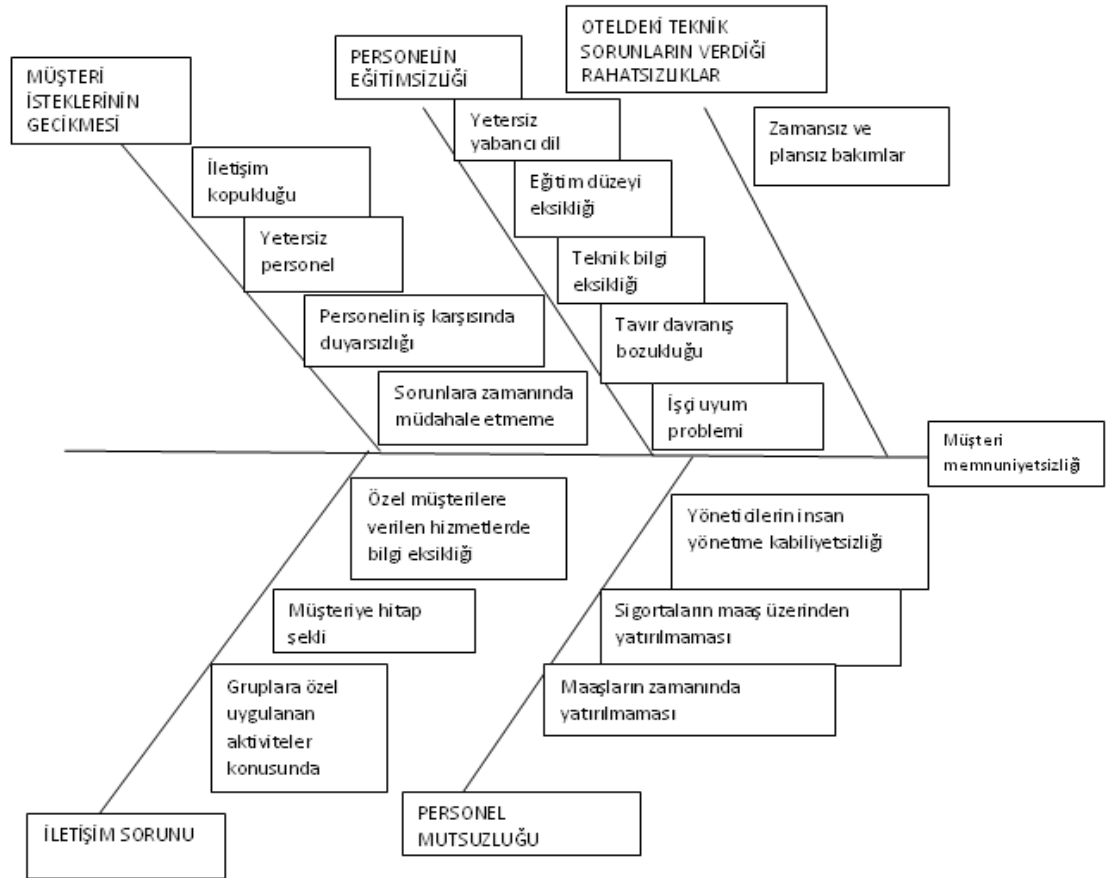 MÜŞTERİ
İSTEKLERİNİN
GECİKMESİ
İletişim
kopukluğu
Yetersiz
personel
Personelin iş karşısında
duyarsızlığı
Sorunlara zamanında
müdahale etmeme
PERSONELİN
EĞİTİMSİZLİĞİ
Yetersiz
yabancı dil
Eğitim düzeyi
eksikliği
Teknik bilgi
eksikliği
Tavır davranış
bozukluğu
İşçi uyum
problemi
OTELDEKİ TEKNİK
SORUNLARIN VERDİĞİ
RAHATSIZLIKLAR
Zamansız ve
plansız bakımlar
Müşteri
memnuniyetsizliği
Özel müşterilere
verilen hizmetlerde
bilgi eksikliği
Müşteriye hitap
şekli
Gruplara özel
uygulanan
aktiviteler
konusunda
İLETİŞİM SORUNU
Yöneticilerin insan
yönetme kabiliyetsizliği
Sigortaların maaş üzerinden
yatırılmaması
Maaşların zamanında
yatırılmaması
PERSONEL
MUTSUZLUĞU